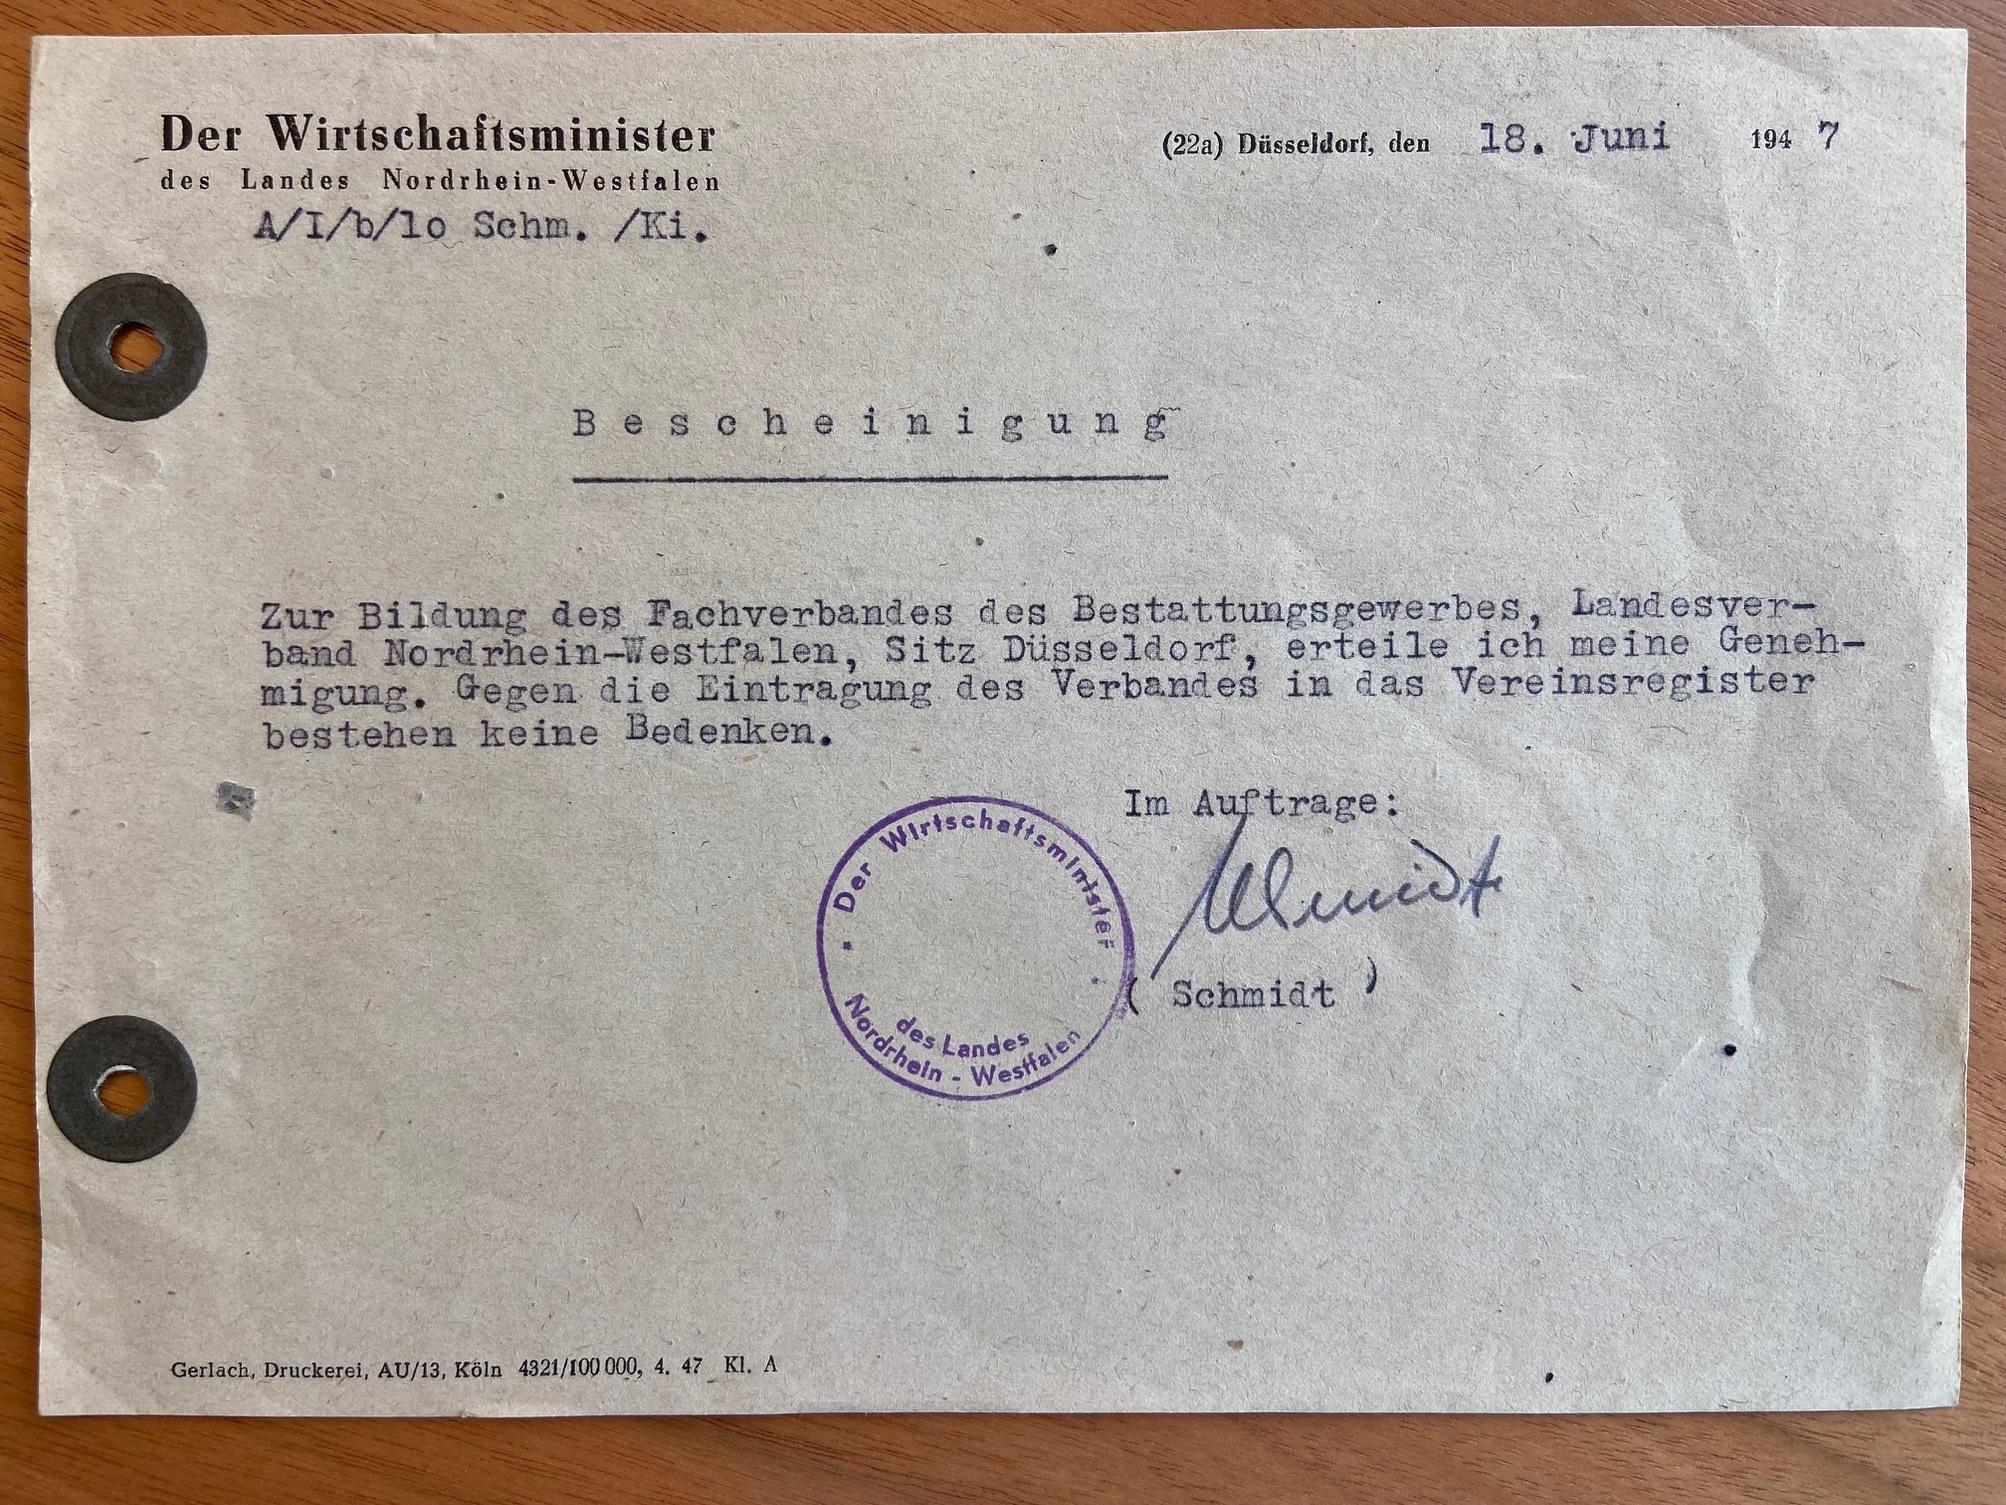 Der Wirtschaftsminister
des Landes Nordrhein-Westfalen
A/I/b/lo Schm. /Ki.
(22a) Düsseldorf, den 18. Juni 1947
Bescheinigung
Zur Bildung des Fachverbandes des Bestattungsgewerbes, Landesver-
band Nordrhein-Westfalen, Sitz Düsseldorf, erteile ich meine Geneh-
migung. Gegen die Eintragung des Verbandes in das Vereinsregister
bestehen keine Bedenken.
Im Auftrage:
Schmidt
( Schmidt )
Der Wirtschaftsminister
des Landes
Nordrhein - Westfalen
Gerlach, Druckerei, AU/13, Köln 4321/100 000, 4. 47 Kl. A